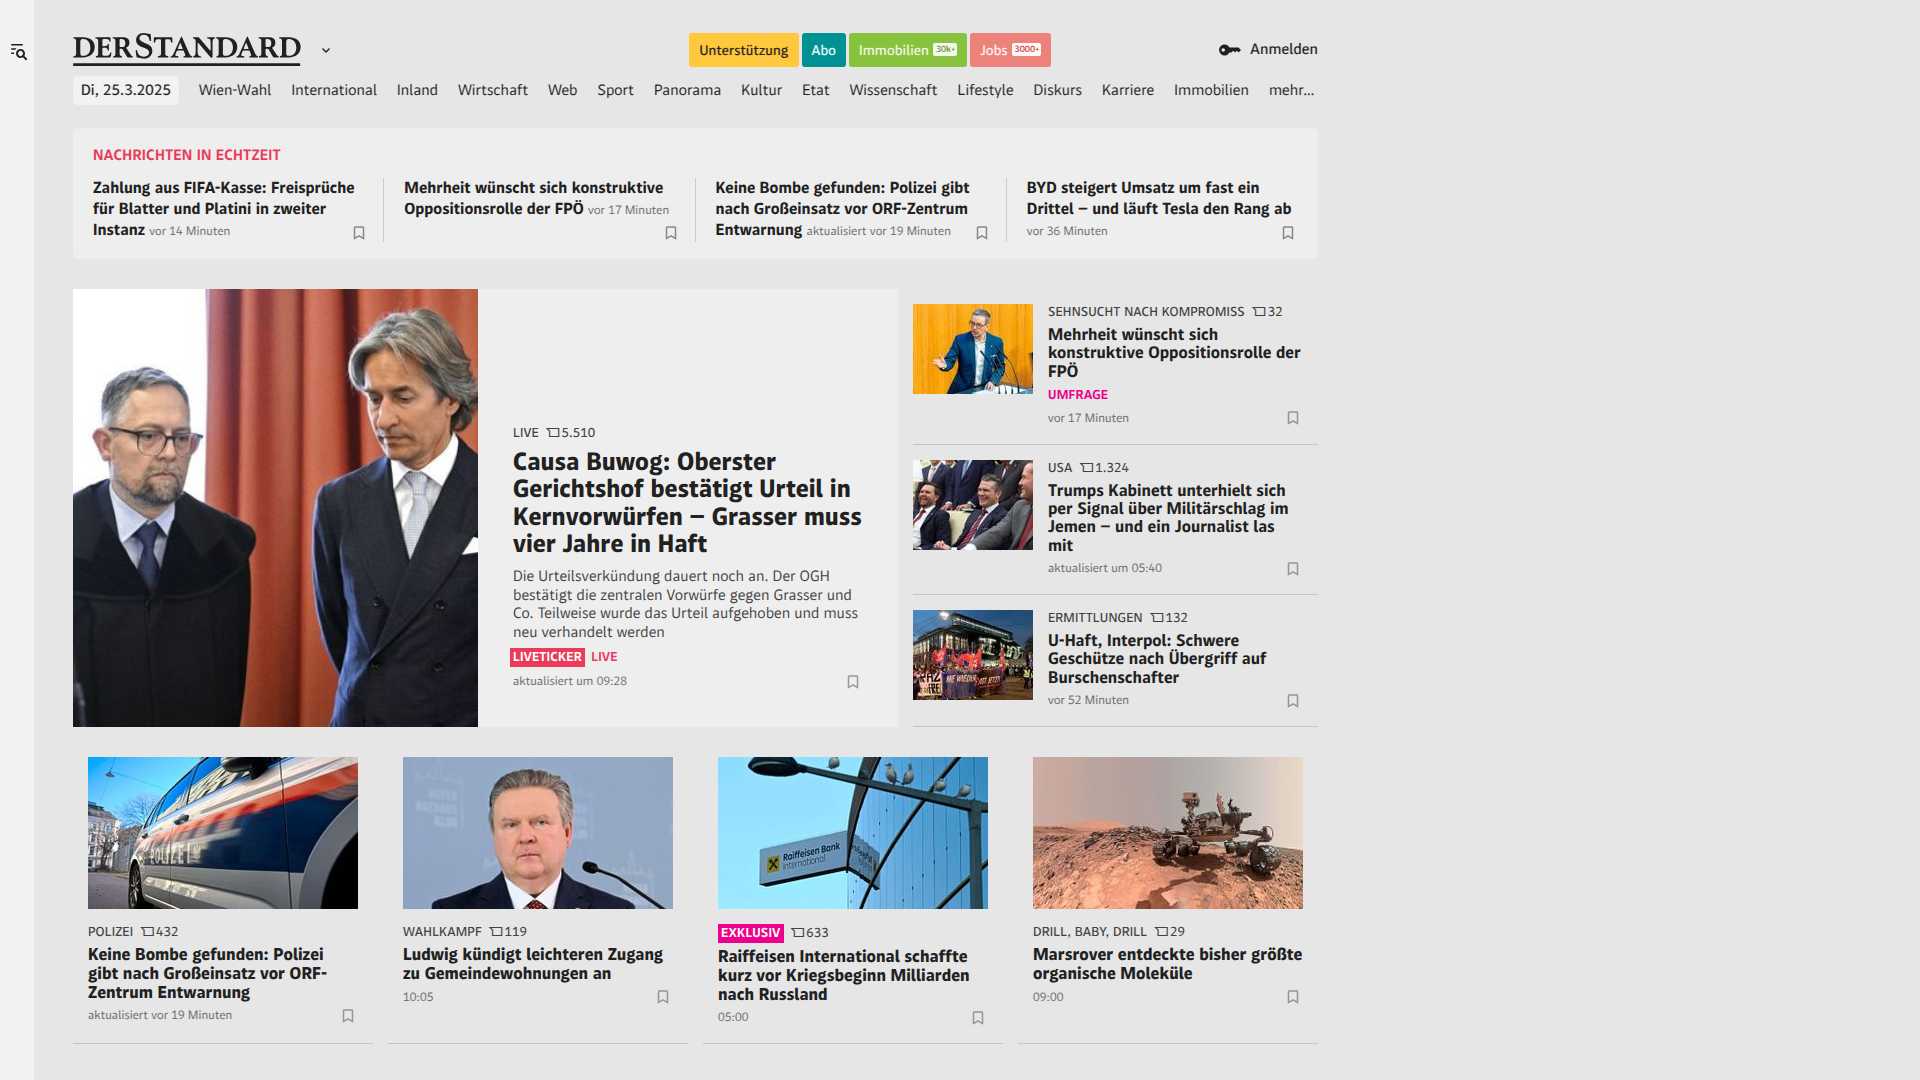 DERSTANDARD
Unterstützung
Abo
Immobilien 30k+
Jobs 3000+
Anmelden
Di, 25.3.2025
Wien-Wahl
International
Inland
Wirtschaft
Web
Sport
Panorama
Kultur
Etat
Wissenschaft
Lifestyle
Diskurs
Karriere
Immobilien
mehr...
NACHRICHTEN IN ECHTZEIT
Zahlung aus FIFA-Kasse: Freisprüche
für Blatter und Platini in zweiter
Instanz vor 14 Minuten
Mehrheit wünscht sich konstruktive
Oppositionsrolle der FPÖ vor 17 Minuten
Keine Bombe gefunden: Polizei gibt
nach Großeinsatz vor ORF-Zentrum
Entwarnung aktualisiert vor 19 Minuten
BYD steigert Umsatz um fast ein
Drittel – und läuft Tesla den Rang ab
vor 36 Minuten
LIVE 5.510
Causa Buwog: Oberster
Gerichtshof bestätigt Urteil in
Kernvorwürfen – Grasser muss
vier Jahre in Haft
Die Urteilsverkündung dauert noch an. Der OGH
bestätigt die zentralen Vorwürfe gegen Grasser und
Co. Teilweise wurde das Urteil aufgehoben und muss
neu verhandelt werden
LIVETICKER LIVE
aktualisiert um 09:28
SEHNSUCHT NACH KOMPROMISS 32
Mehrheit wünscht sich
konstruktive Oppositionsrolle der
FPÖ
UMFRAGE
vor 17 Minuten
USA 1.324
Trumps Kabinett unterhielt sich
per Signal über Militärschlag im
Jemen – und ein Journalist las
mit
aktualisiert um 05:40
ERMITTLUNGEN 132
U-Haft, Interpol: Schwere
Geschütze nach Übergriff auf
Burschenschafter
vor 52 Minuten
POLIZEI
POLIZEI 432
Keine Bombe gefunden: Polizei
gibt nach Großeinsatz vor ORF-
Zentrum Entwarnung
aktualisiert vor 19 Minuten
WAHLKAMPF 119
Ludwig kündigt leichteren Zugang
zu Gemeindewohnungen an
10:05
Raiffeisen Bank
International
EXKLUSIV 633
Raiffeisen International schaffte
kurz vor Kriegsbeginn Milliarden
nach Russland
05:00
DRILL, BABY, DRILL 29
Marsrover entdeckte bisher größte
organische Moleküle
09:00